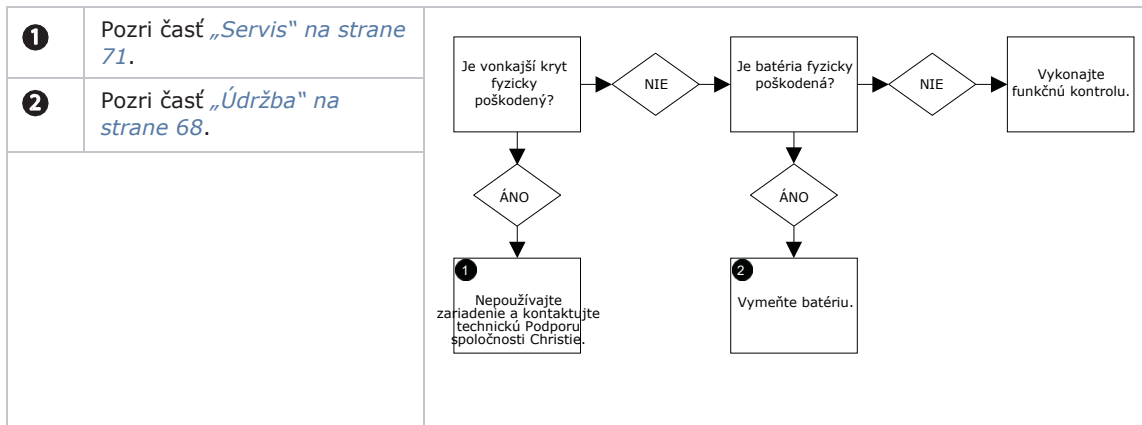 1
Pozri časť „Servis“ na strane
71.
2
Pozri časť „Údržba“ na
strane 68.
Je vonkajší kryt
fyzicky
poškodený?
NIE
Je batéria fyzicky
poškodená?
NIE
Vykonajte
funkčnú kontrolu.
ÁNO
ÁNO
1
Nepoužívajte
zariadenie a kontaktujte
technickú Podporu
spoločnosti Christie.
2
Vymeňte batériu.